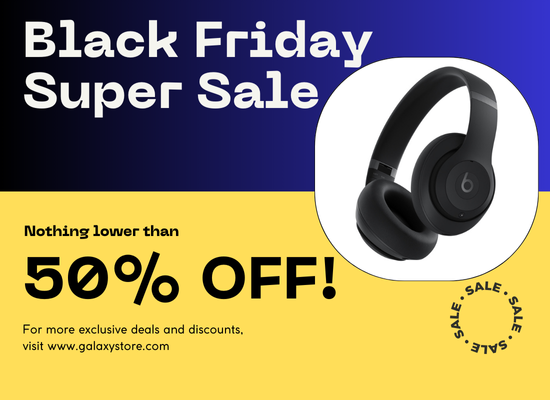 Black Friday
Super Sale
Nothing lower than
50% OFF!
For more exclusive deals and discounts,
visit www.galaxystore.com
SALE • SALE • SALE • SALE •